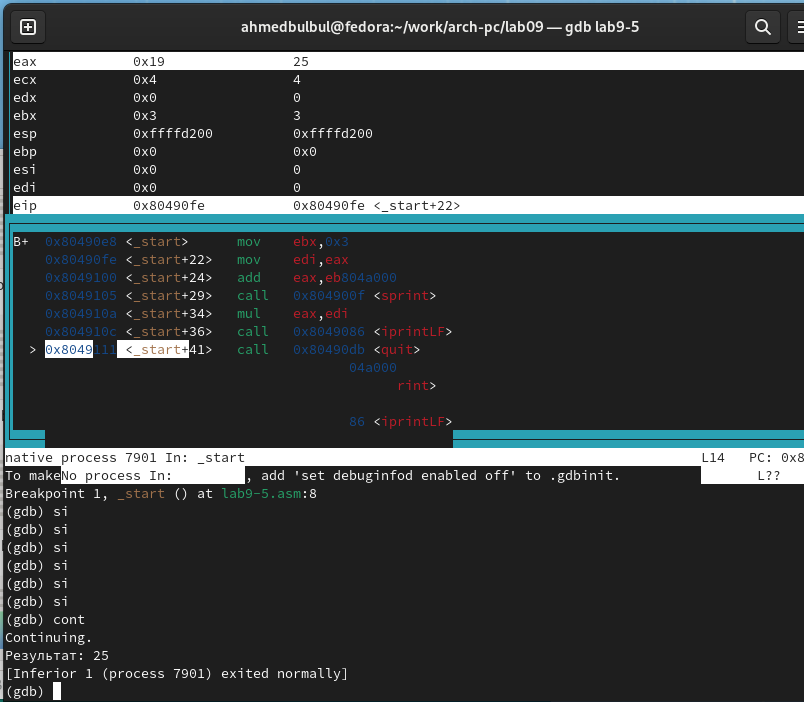 ahmedbulbul@fedora:~/work/arch-pc/lab09 — gdb lab9-5
eax 0x19 25
ecx 0x4 4
edx 0x0 0
ebx 0x3 3
esp 0xffffd200 0xffffd200
ebp 0x0 0x0
esi 0x0 0
edi 0x0 0
eip 0x80490fe 0x80490fe <_start+22>
B+ 0x80490e8 <_start> mov ebx,0x3
0x80490fe <_start+22> mov edi,eax
0x8049100 <_start+24> add eax,eb804a000
0x8049105 <_start+29> call 0x804900f <sprint>
0x804910a <_start+34> mul eax,edi
0x804910c <_start+36> call 0x8049086 <iprintLF>
> 0x8049111 <_start+41> call 0x80490db <quit>
04a000
rint>
86 <iprintLF>
native process 7901 In: _start L14 PC: 0x8
To makeNo process In: , add 'set debuginfod enabled off' to .gdbinit. L??
Breakpoint 1, _start () at lab9-5.asm:8
(gdb) si
(gdb) si
(gdb) si
(gdb) si
(gdb) si
(gdb) si
(gdb) cont
Continuing.
Результат: 25
[Inferior 1 (process 7901) exited normally]
(gdb)